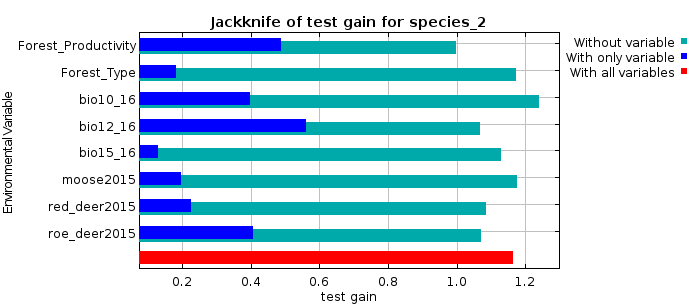 Jackknife of test gain for species_2
Without variable
With only variable
With all variables
Environmental Variable
Forest_Productivity
Forest_Type
bio10_16
bio12_16
bio15_16
moose2015
red_deer2015
roe_deer2015
0.2 0.4 0.6 0.8 1.0 1.2
test gain